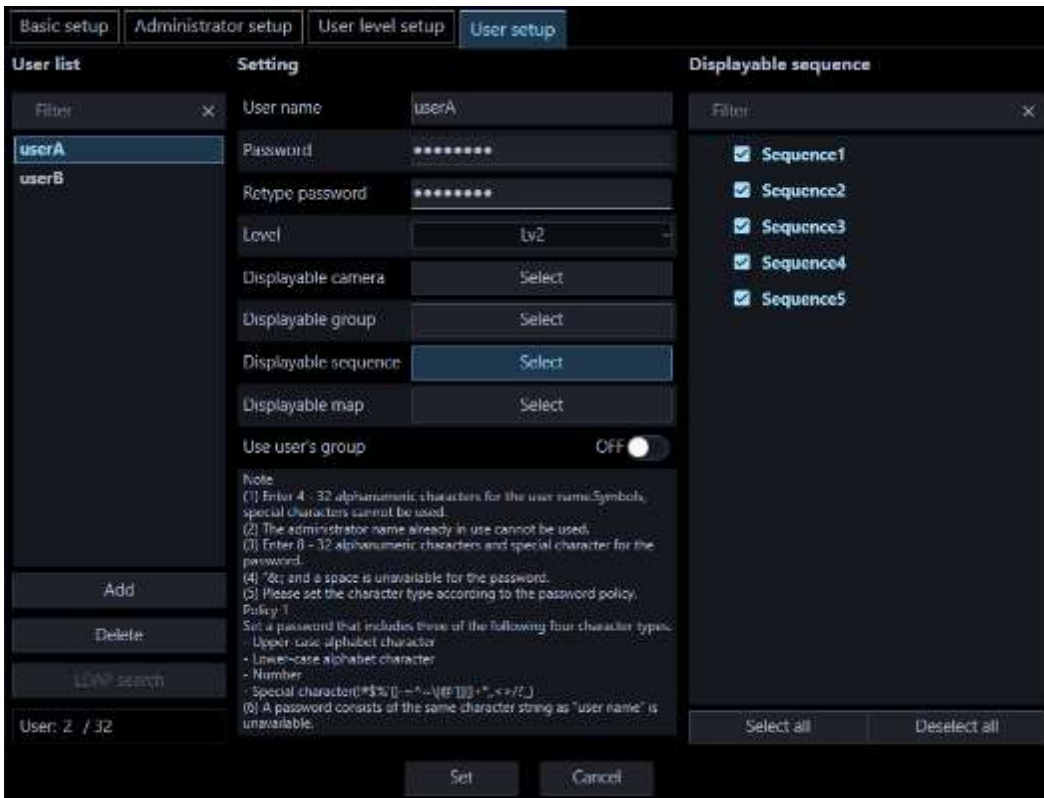 Basic setup
Administrator setup
User level setup
User setup
User list
Filter ×
userA
userB
Add
Delete
LDAP search
User: 2 / 32
Setting
User name userA
Password ••••••••
Retype password ••••••••
Level Lv2
Displayable camera Select
Displayable group Select
Displayable sequence Select
Displayable map Select
Use user's group OFF
Note
(1) Enter 4 - 32 alphanumeric characters for the user name.Symbols,
special characters cannot be used.
(2) The administrator name already in use cannot be used.
(3) Enter 8 - 32 alphanumeric characters and special character for the
password.
(4) "&; and a space is unavailable for the password.
(5) Please set the character type according to the password policy.
Policy 1
Set a password that includes three of the following four character types.
- Upper-case alphabet character
- Lower-case alphabet character
- Number
- Special character
(6) A password consists of the same character string as "user name" is
unavailable.
Displayable sequence
Filter ×
Sequence1
Sequence2
Sequence3
Sequence4
Sequence5
Select all
Deselect all
Set
Cancel